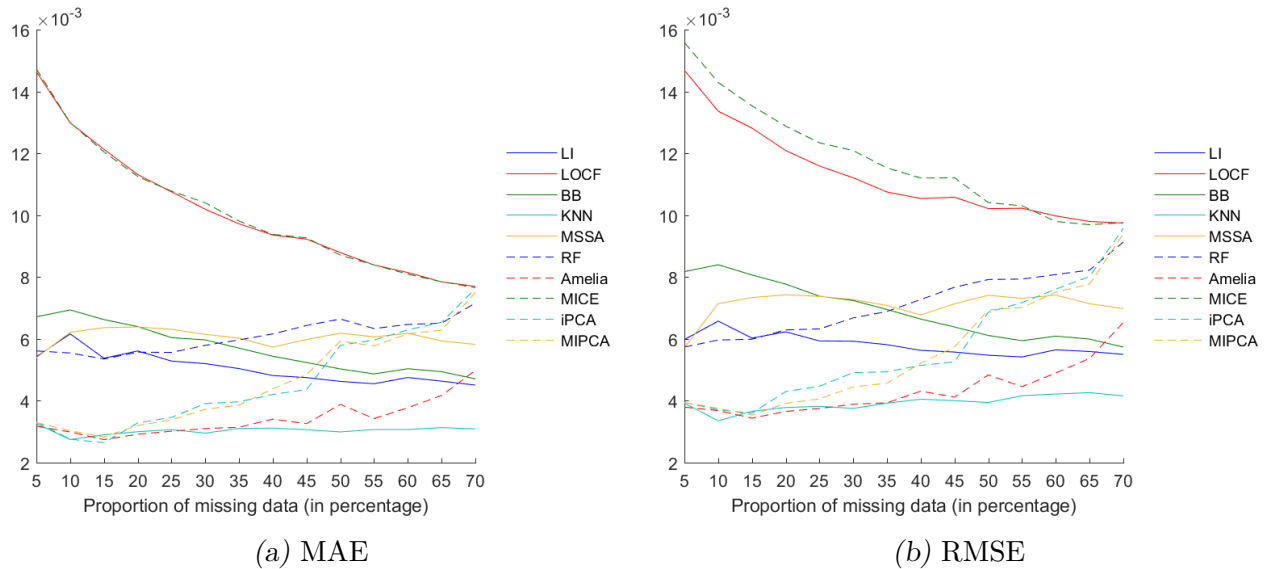 ×10⁻³
16
14
12
10
8
6
4
2
5 10 15 20 25 30 35 40 45 50 55 60 65 70
Proportion of missing data (in percentage)
LI
LOCF
BB
KNN
MSSA
RF
Amelia
MICE
iPCA
MIPCA
(a) MAE
×10⁻³
16
14
12
10
8
6
4
2
5 10 15 20 25 30 35 40 45 50 55 60 65 70
Proportion of missing data (in percentage)
LI
LOCF
BB
KNN
MSSA
RF
Amelia
MICE
iPCA
MIPCA
(b) RMSE